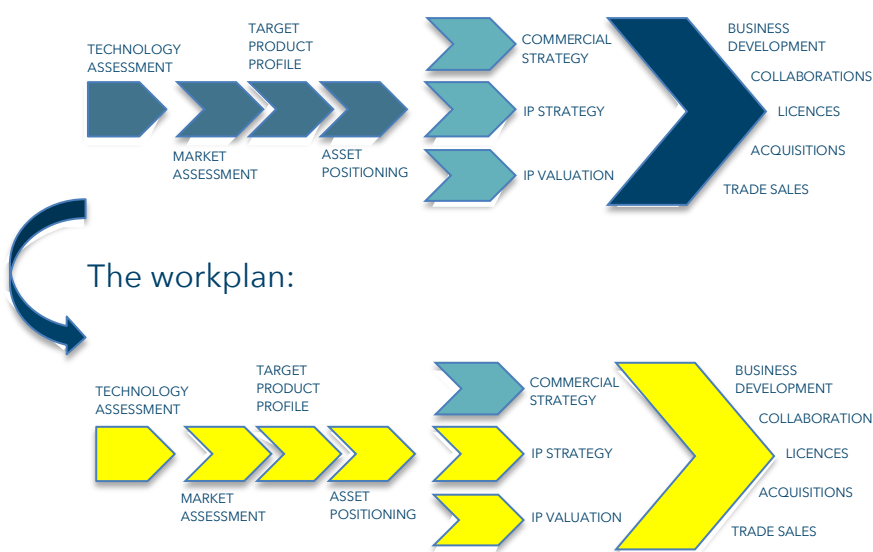 TECHNOLOGY
ASSESSMENT
MARKET
ASSESSMENT
TARGET
PRODUCT
PROFILE
ASSET
POSITIONING
COMMERCIAL
STRATEGY
IP STRATEGY
IP VALUATION
BUSINESS
DEVELOPMENT
COLLABORATIONS
LICENCES
ACQUISITIONS
TRADE SALES
The workplan:
TECHNOLOGY
ASSESSMENT
MARKET
ASSESSMENT
TARGET
PRODUCT
PROFILE
ASSET
POSITIONING
COMMERCIAL
STRATEGY
IP STRATEGY
IP VALUATION
BUSINESS
DEVELOPMENT
COLLABORATION
LICENCES
ACQUISITIONS
TRADE SALES